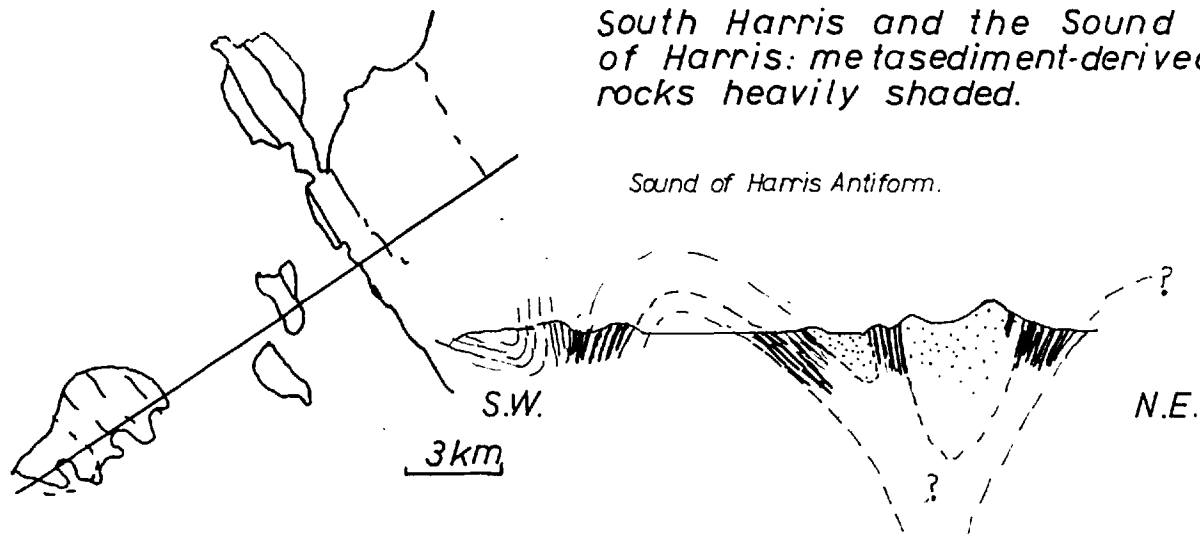 South Harris and the Sound
of Harris: metasediment-derived
rocks heavily shaded.
Sound of Harris Antiform.
?
S.W.
N.E.
3km
?